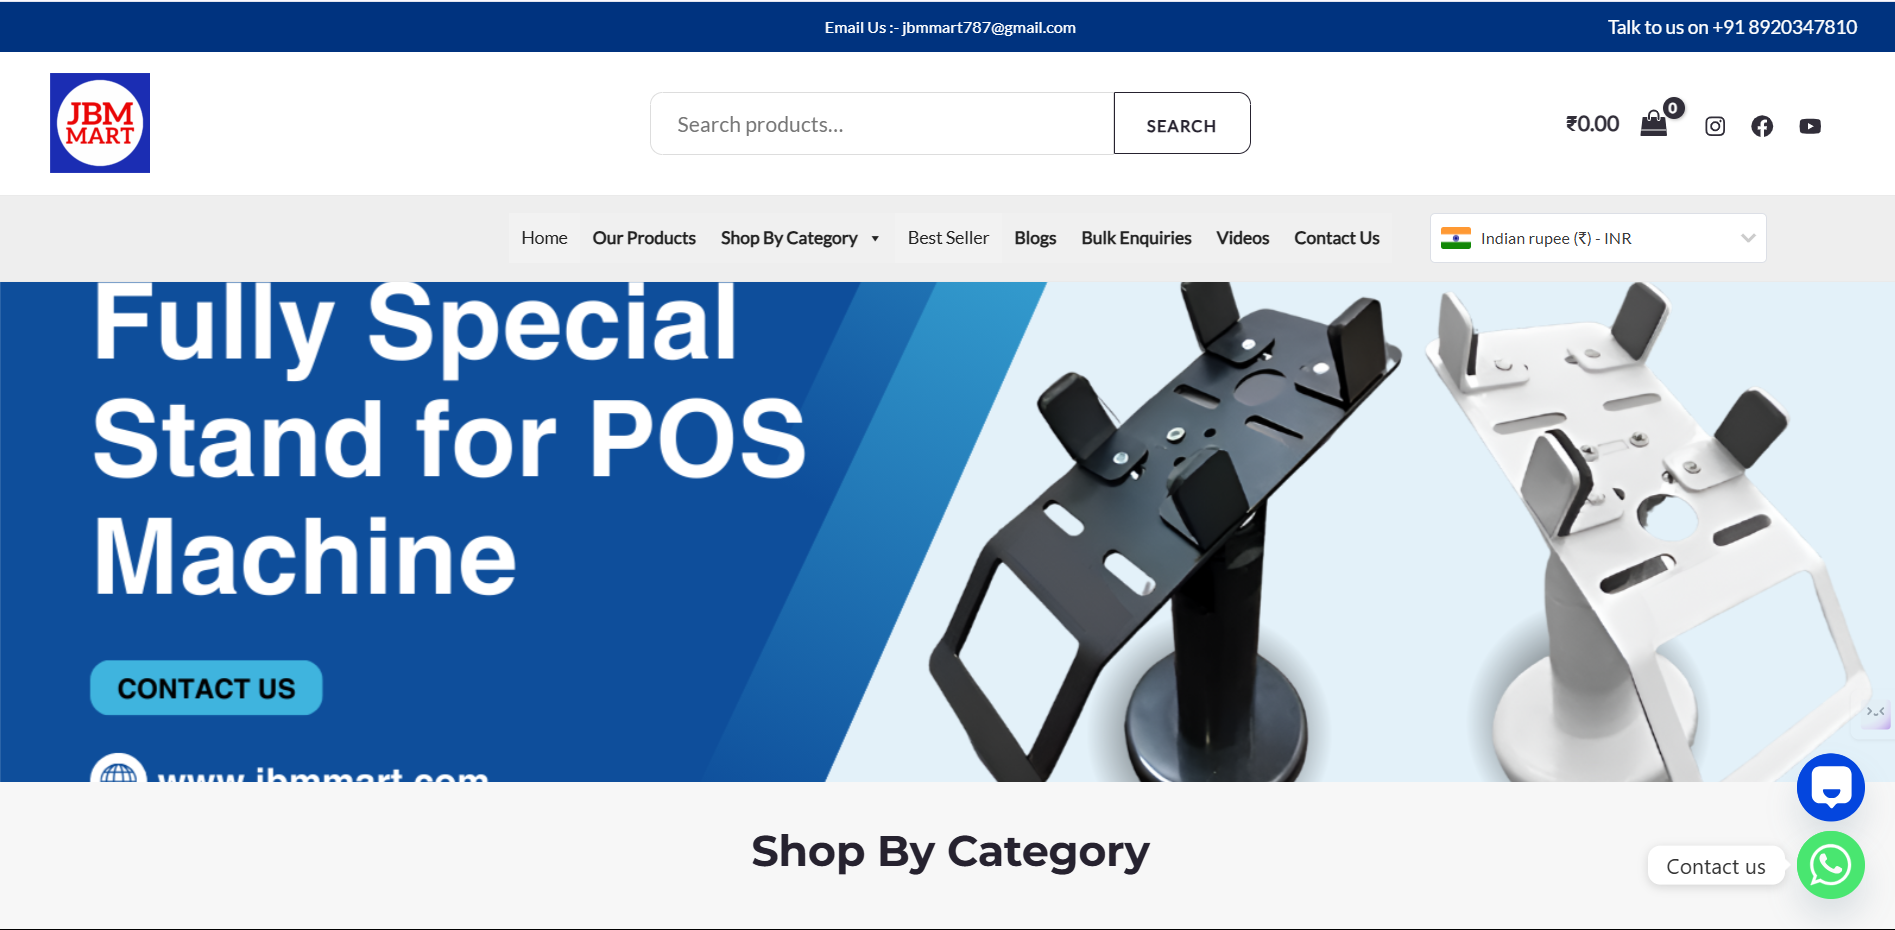 Email Us :- jbmmart787@gmail.com
Talk to us on +91 8920347810
JBM
MART
Search products...
SEARCH
₹0.00
0
Home
Our Products
Shop By Category
Best Seller
Blogs
Bulk Enquiries
Videos
Contact Us
Indian rupee (₹) - INR
Fully Special
Stand for POS
Machine
CONTACT US
www.jbmmart.com
Shop By Category
Contact us